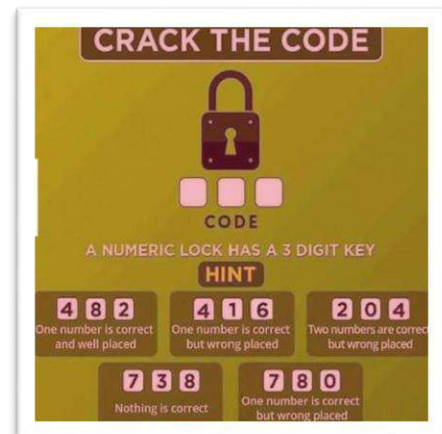 CRACK THE CODE
CODE
A NUMERIC LOCK HAS A 3 DIGIT KEY
HINT
4 8 2
One number is correct
and well placed
4 1 6
One number is correct
but wrong placed
2 0 4
Two numbers are correct
but wrong placed
7 3 8
Nothing is correct
7 8 0
One number is correct
but wrong placed